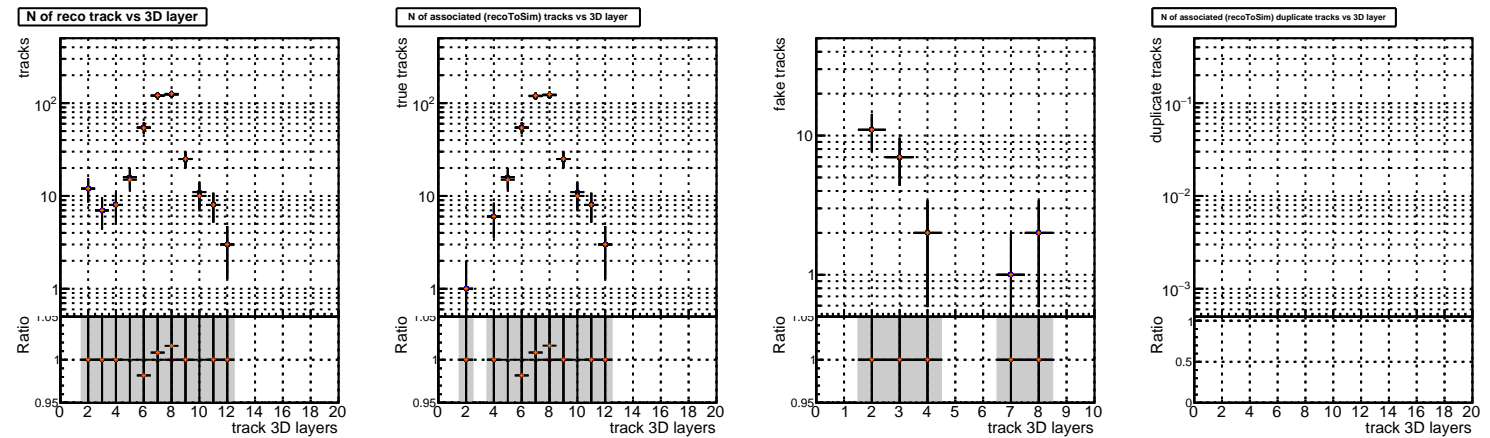 N of reco track vs 3D layer
tracks
10²
10
1
Ratio
1.05
1
0.95
0 2 4 6 8 10 12 14 16 18 20
track 3D layers
N of associated (recoToSim) tracks vs 3D layer
true tracks
10²
10
1
Ratio
1.05
1
0.95
0 2 4 6 8 10 12 14 16 18 20
track 3D layers
fake tracks
10
1
Ratio
1.05
1
0.95
0 1 2 3 4 5 6 7 8 9 10
track 3D layers
N of associated (recoToSim) duplicate tracks vs 3D layer
duplicate tracks
10⁻¹
10⁻²
10⁻³
Ratio
1
0.5
0
0 2 4 6 8 10 12 14 16 18 20
track 3D layers